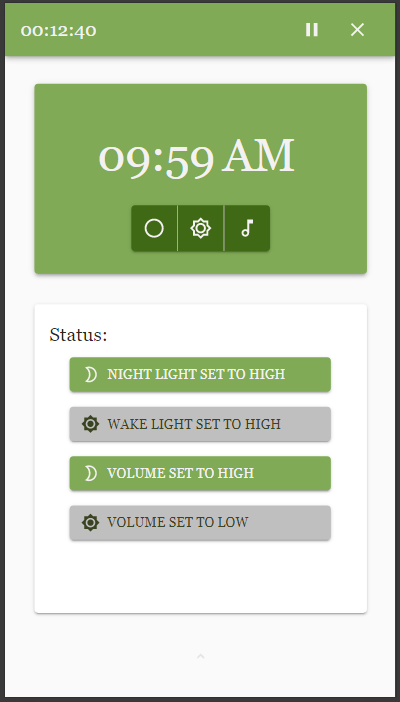 00:12:40
09:59 AM
Status:
NIGHT LIGHT SET TO HIGH
WAKE LIGHT SET TO HIGH
VOLUME SET TO HIGH
VOLUME SET TO LOW